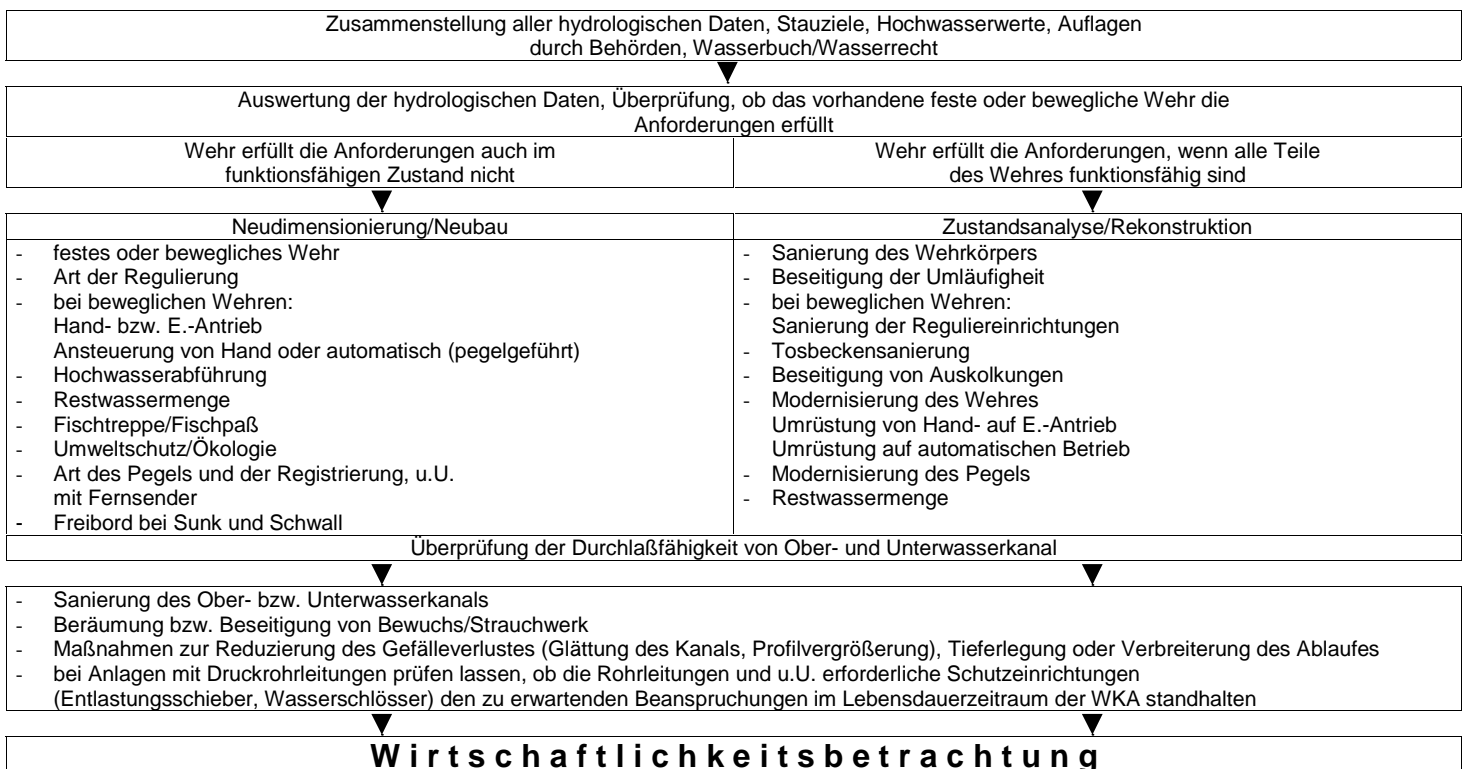 Zusammenstellung aller hydrologischen Daten, Stauziele, Hochwasserwerte, Auflagen
durch Behörden, Wasserbuch/Wasserrecht
Auswertung der hydrologischen Daten, Überprüfung, ob das vorhandene feste oder bewegliche Wehr die
Anforderungen erfüllt
Wehr erfüllt die Anforderungen auch im
funktionsfähigen Zustand nicht
Wehr erfüllt die Anforderungen, wenn alle Teile
des Wehres funktionsfähig sind
Neudimensionierung/Neubau
- festes oder bewegliches Wehr
- Art der Regulierung
- bei beweglichen Wehren:
Hand- bzw. E.-Antrieb
Ansteuerung von Hand oder automatisch (pegelgeführt)
- Hochwasserabführung
- Restwassermenge
- Fischtreppe/Fischpaß
- Umweltschutz/Ökologie
- Art des Pegels und der Registrierung, u.U.
mit Fernsender
- Freibord bei Sunk und Schwall
Zustandsanalyse/Rekonstruktion
- Sanierung des Wehrkörpers
- Beseitigung der Umläufigheit
- bei beweglichen Wehren:
Sanierung der Reguliereinrichtungen
- Tosbeckensanierung
- Beseitigung von Auskolkungen
- Modernisierung des Wehres
Umrüstung von Hand- auf E.-Antrieb
Umrüstung auf automatischen Betrieb
- Modernisierung des Pegels
- Restwassermenge
Überprüfung der Durchlaßfähigkeit von Ober- und Unterwasserkanal
- Sanierung des Ober- bzw. Unterwasserkanals
- Beräumung bzw. Beseitigung von Bewuchs/Strauchwerk
- Maßnahmen zur Reduzierung des Gefälleverlustes (Glättung des Kanals, Profilvergrößerung), Tieferlegung oder Verbreiterung des Ablaufes
- bei Anlagen mit Druckrohrleitungen prüfen lassen, ob die Rohrleitungen und u.U. erforderliche Schutzeinrichtungen
(Entlastungsschieber, Wasserschlösser) den zu erwartenden Beanspruchungen im Lebensdauerzeitraum der WKA standhalten
Wirtschaftlichkeitsbetrachtung